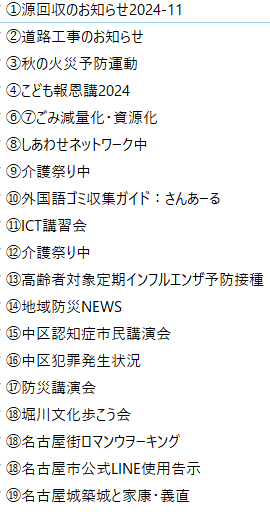 ①源回収のお知らせ2024-11
②道路工事のお知らせ
③秋の火災予防運動
④こども報恩講2024
⑥⑦ごみ減量化・資源化
⑧しあわせネットワーク中
⑨介護祭り中
⑩外国語ゴミ収集ガイド：さんあーる
⑪ICT講習会
⑫介護祭り中
⑬高齢者対象定期インフルエンザ予防接種
⑭地域防災NEWS
⑮中区認知症市民講演会
⑯中区犯罪発生状況
⑰防災講演会
⑱堀川文化歩こう会
⑱名古屋街ロマンウヲーキング
⑱名古屋市公式LINE使用告示
⑲名古屋城築城と家康・義直